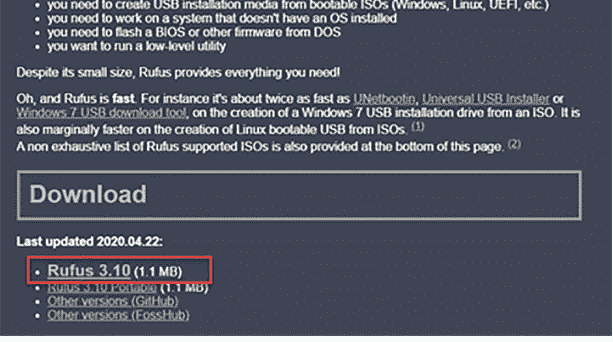 you need to create USB installation media from bootable ISOs (Windows, Linux, UEFI, etc.)
you need to work on a system that doesn't have an OS installed
you need to flash a BIOS or other firmware from DOS
you want to run a low-level utility
Despite its small size, Rufus provides everything you need!
Oh, and Rufus is fast. For instance it's about twice as fast as UNetbootin, Universal USB Installer or
Windows 7 USB download tool, on the creation of a Windows 7 USB installation drive from an ISO. It is
also marginally faster on the creation of Linux bootable USB from ISOs. (1)
A non exhaustive list of Rufus supported ISOs is also provided at the bottom of this page. (2)
Download
Last updated 2020.04.22:
Rufus 3.10 (1.1 MB)
Rufus 3.10 Portable (1.1 MB)
Other versions (GitHub)
Other versions (FossHub)